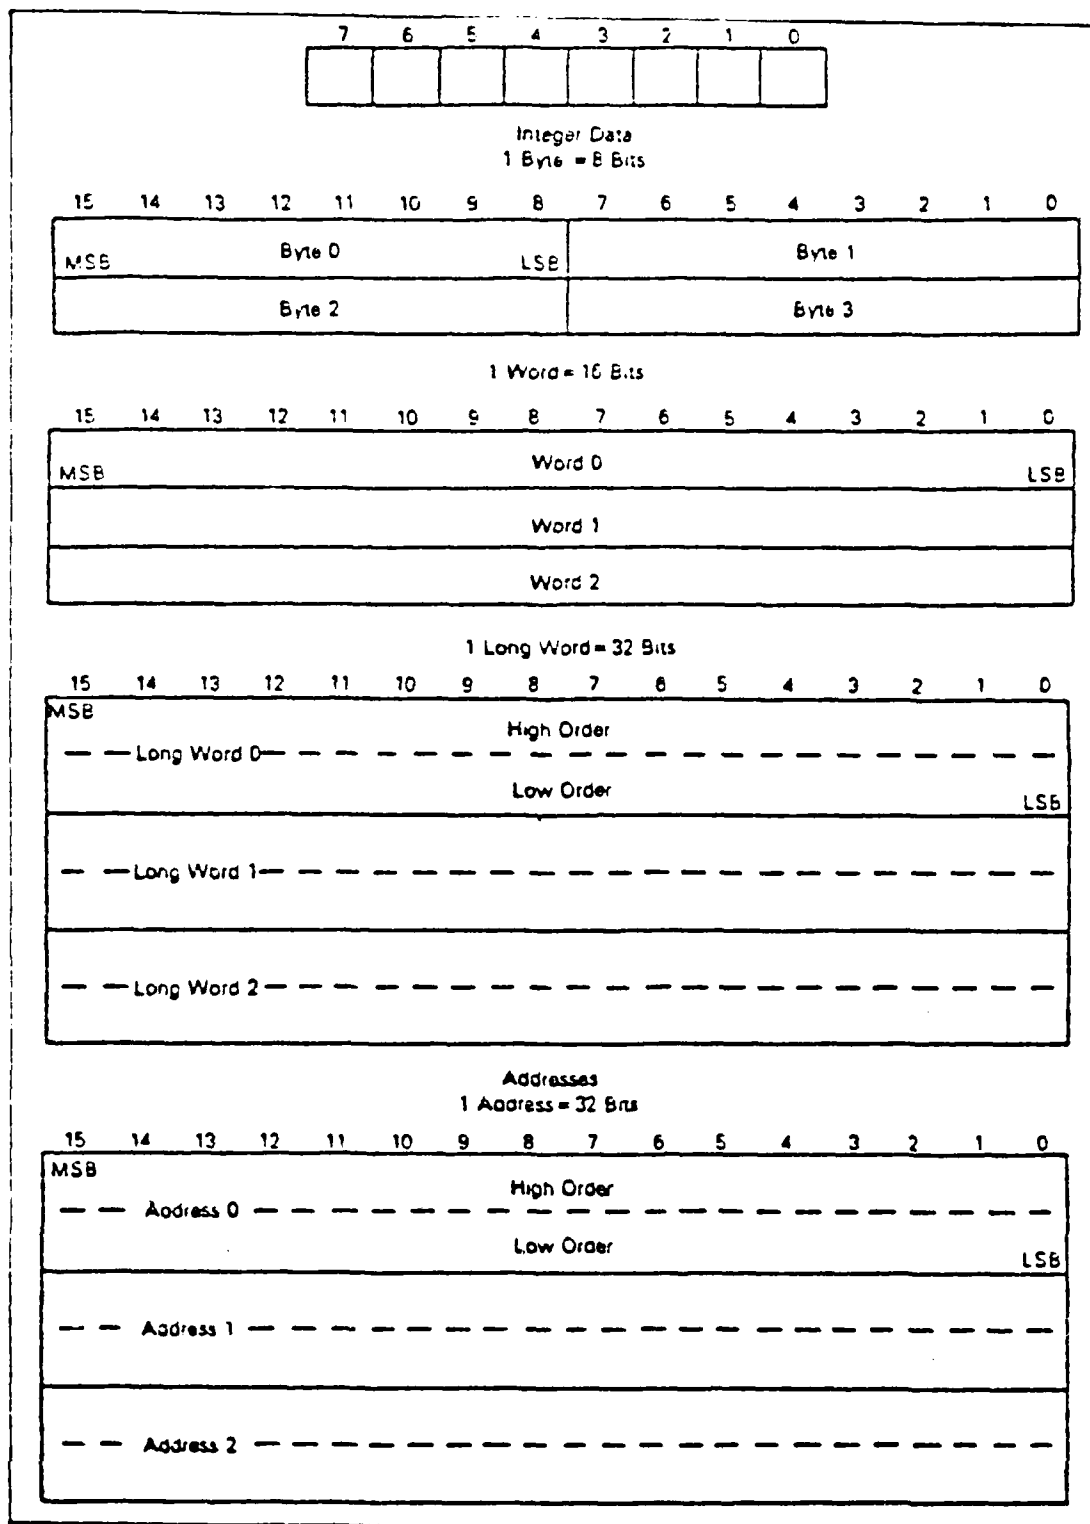 7 6 5 4 3 2 1 0
Integer Data
1 Byte = 8 Bits
15 14 13 12 11 10 9 8 7 6 5 4 3 2 1 0
Byte 0 Byte 1
MSB LSB
Byte 2 Byte 3
1 Word = 16 Bits
15 14 13 12 11 10 9 8 7 6 5 4 3 2 1 0
Word 0
MSB LSB
Word 1
Word 2
1 Long Word = 32 Bits
15 14 13 12 11 10 9 8 7 6 5 4 3 2 1 0
MSB
High Order
Long Word 0
Low Order
LSB
Long Word 1
Long Word 2
Addresses
1 Address = 32 Bits
15 14 13 12 11 10 9 8 7 6 5 4 3 2 1 0
MSB
High Order
Address 0
Low Order
LSB
Address 1
Address 2